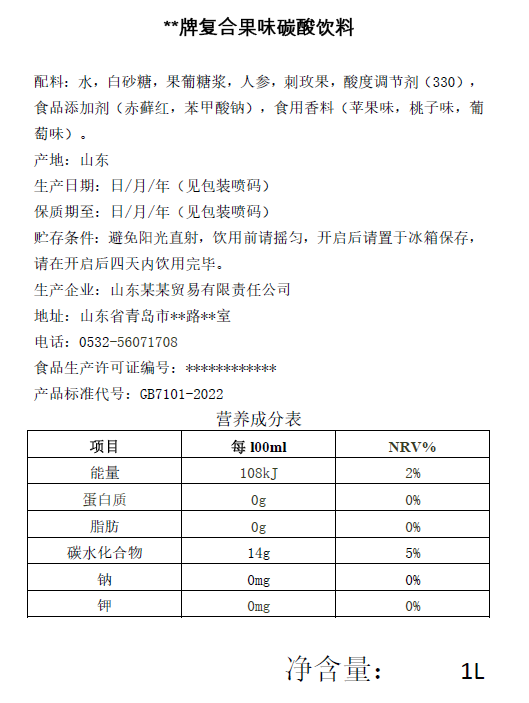 **牌复合果味碳酸饮料
配料：水，白砂糖，果葡糖浆，人参，刺玫果，酸度调节剂（330），
食品添加剂（赤藓红，苯甲酸钠），食用香料（苹果味，桃子味，葡
萄味）。
产地：山东
生产日期：日/月/年（见包装喷码）
保质期至：日/月/年（见包装喷码）
贮存条件：避免阳光直射，饮用前请摇匀，开启后请置于冰箱保存，
请在开启后四天内饮用完毕。
生产企业：山东某某贸易有限责任公司
地址：山东省青岛市**路**室
电话：0532-56071708
食品生产许可证编号：************
产品标准代号：GB7101-2022
营养成分表
项目 每 l00ml NRV%
能量 108kJ 2%
蛋白质 0g 0%
脂肪 0g 0%
碳水化合物 14g 5%
钠 0mg 0%
钾 0mg 0%
净含量： 1L